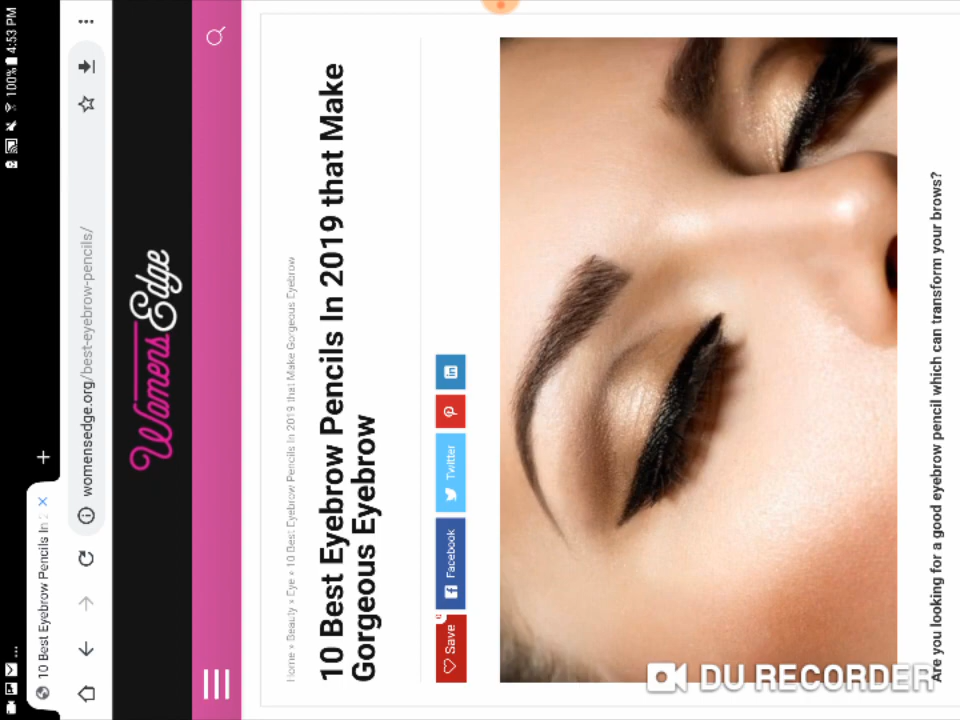 100% 4:53 PM
10 Best Eyebrow Pencils In
womensedge.org/best-eyebrow-pencils/
WomensEdge
Home » Beauty » Eye » 10 Best Eyebrow Pencils In 2019 that Make Gorgeous Eyebrow
10 Best Eyebrow Pencils In 2019 that Make
Gorgeous Eyebrow
Save Facebook Twitter
Are you looking for a good eyebrow pencil which can transform your brows?
DU RECORDER